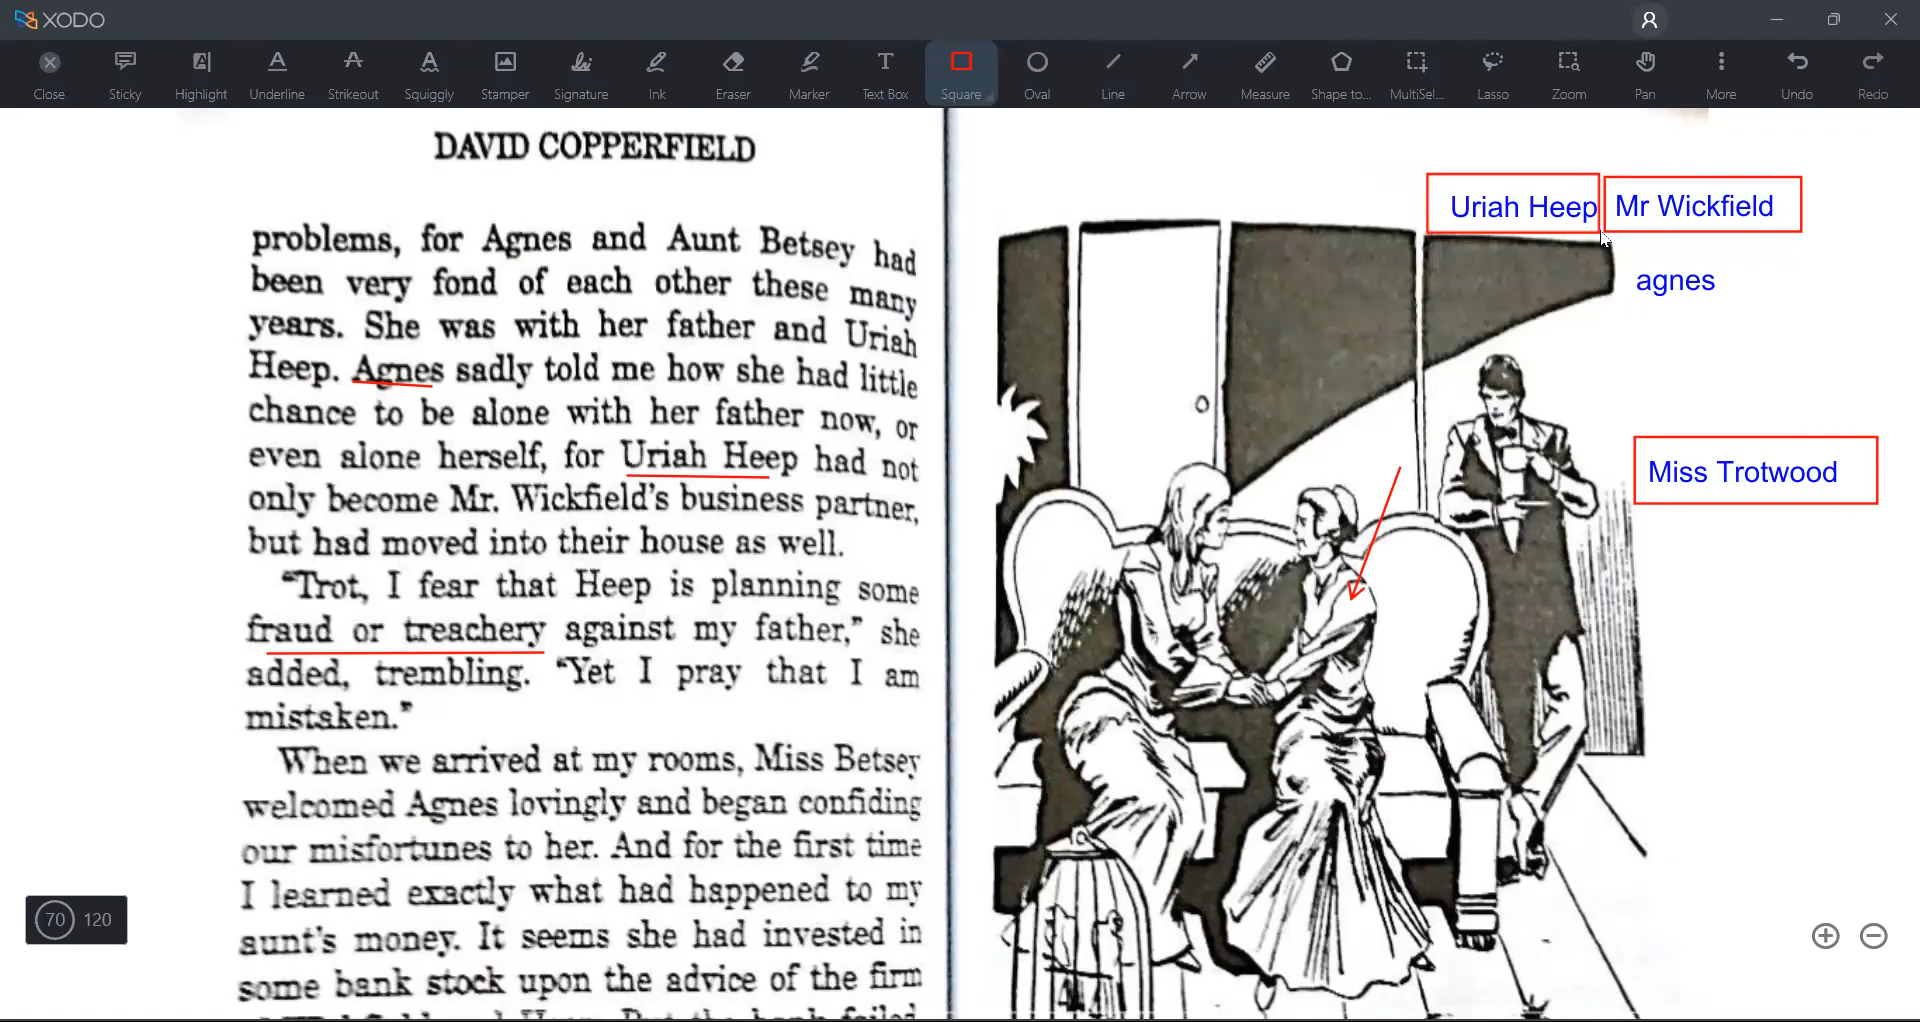 XODO
Close Sticky Highlight Underline Strikeout Squiggly Stamper Signature Ink Eraser Marker Text Box Square Oval Line Arrow Measure Shape to... MultiSel... Lasso Zoom Pan More Undo Redo
DAVID COPPERFIELD
problems, for Agnes and Aunt Betsey had
been very fond of each other these many
years. She was with her father and Uriah
Heep. Agnes sadly told me how she had little
chance to be alone with her father now, or
even alone herself, for Uriah Heep had not
only become Mr. Wickfield's business partner,
but had moved into their house as well.
"Trot, I fear that Heep is planning some
fraud or treachery against my father," she
added, trembling. "Yet I pray that I am
mistaken."
When we arrived at my rooms, Miss Betsey
welcomed Agnes lovingly and began confiding
our misfortunes to her. And for the first time
I learned exactly what had happened to my
aunt's money. It seems she had invested in
some bank stock upon the advice of the firm
Uriah Heep Mr Wickfield
agnes
Miss Trotwood
70 120